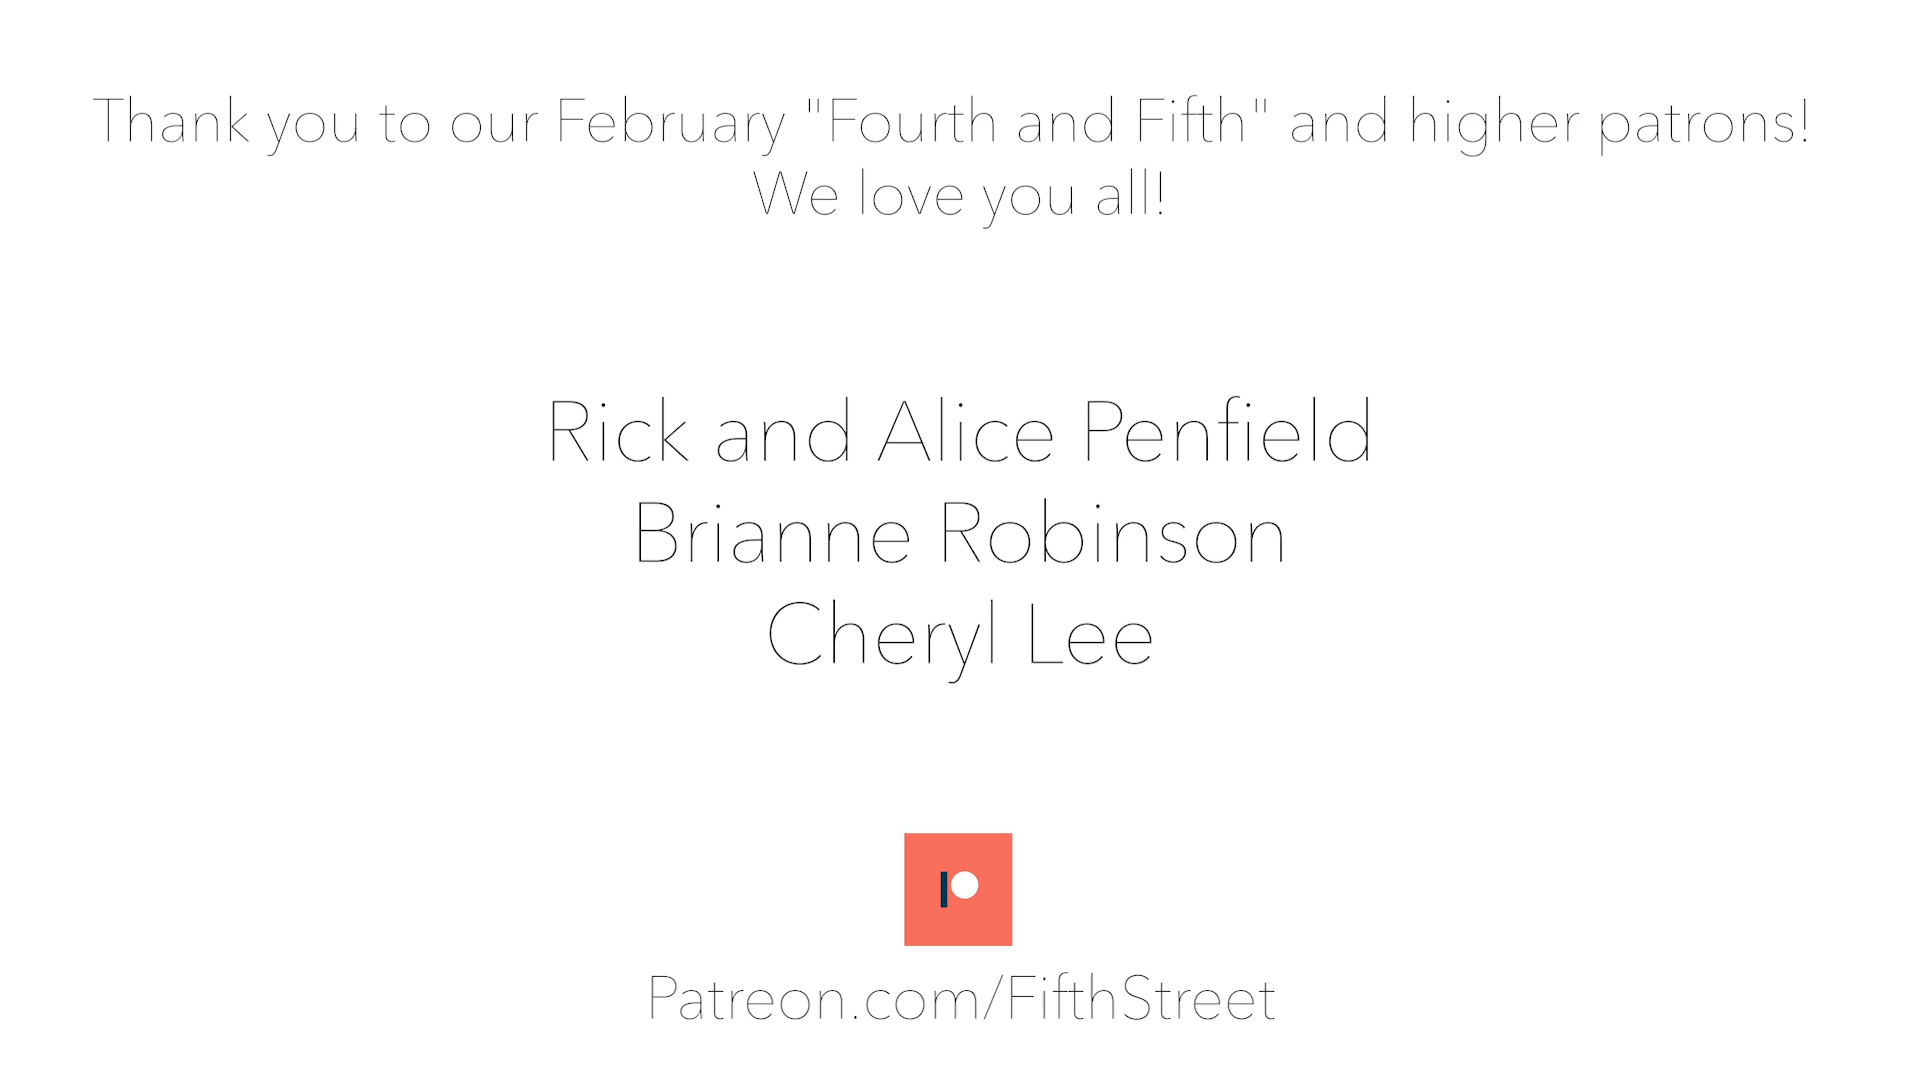 Thank you to our February "Fourth and Fifth" and higher patrons!
We love you all!
Rick and Alice Penfield
Brianne Robinson
Cheryl Lee
Patreon.com/FifthStreet